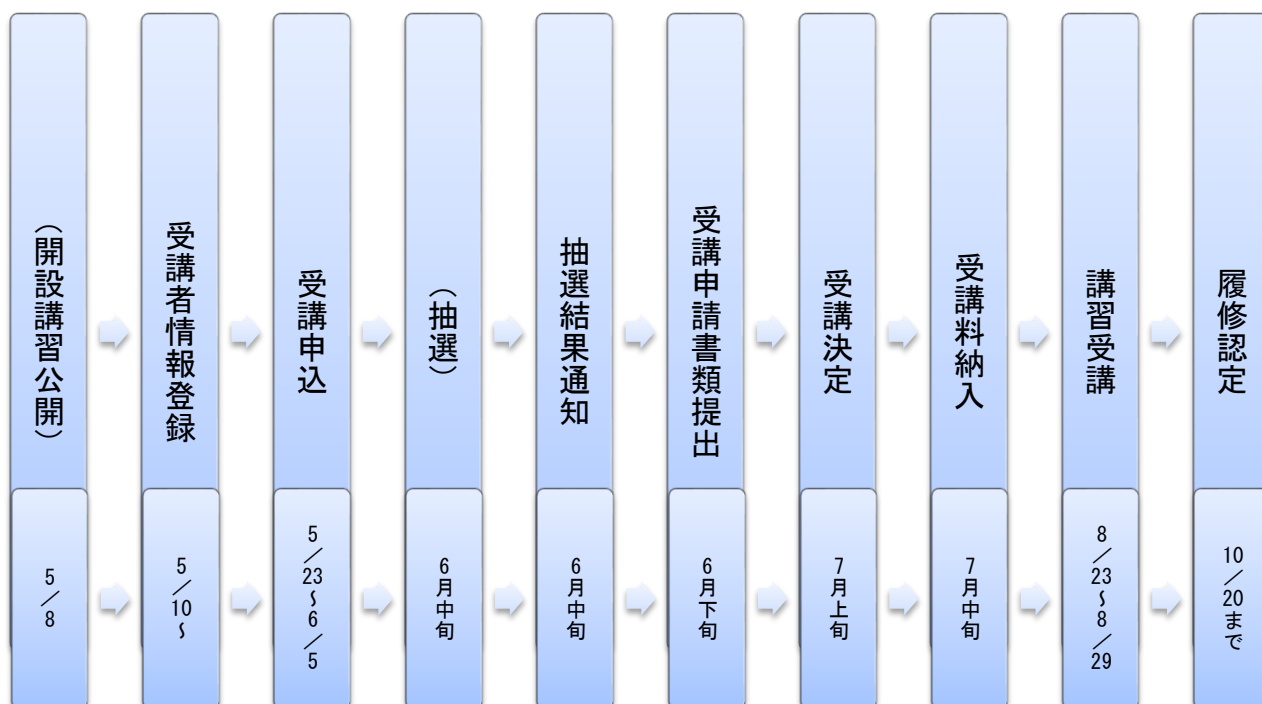 （開設講習公開）
受講者情報登録
受講申込
（抽選）
抽選結果通知
受講申請書類提出
受講決定
受講料納入
講習受講
履修認定
5／8
5／10～
5／23～6／5
6月中旬
6月中旬
6月下旬
7月上旬
7月中旬
8／23～8／29
10／20まで